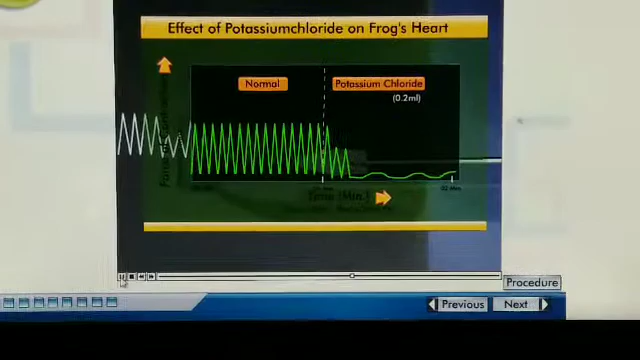 Effect of Potassiumchloride on Frog's Heart
Normal
Potassium Chloride
(0.2ml)
Time (Min.)
Procedure
Previous
Next